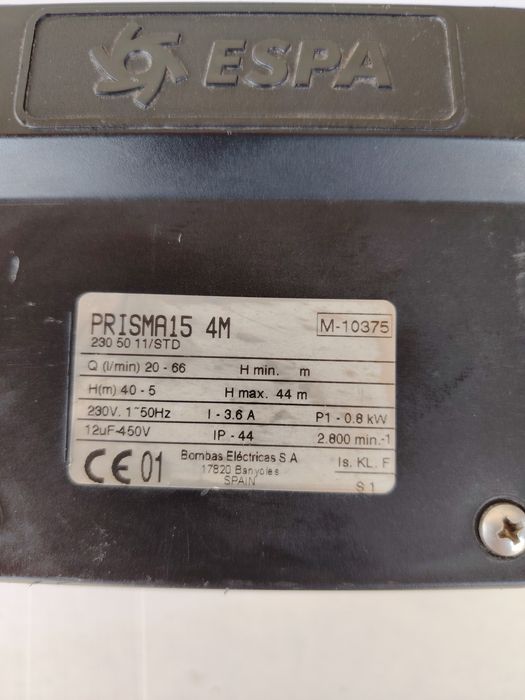 ESPA
PRISMA15 4M M-10375
230 50 11/STD
Q (l/min) 20 - 66 H min. m
H(m) 40 - 5 H max. 44 m
230V. 1~50Hz I - 3.6 A P1 - 0.8 kW
12uF-450V IP - 44 2.800 min.-1
CE 01 Bombas Eléctricas S A Is. KL. F
17820 Banyoles
SPAIN S 1